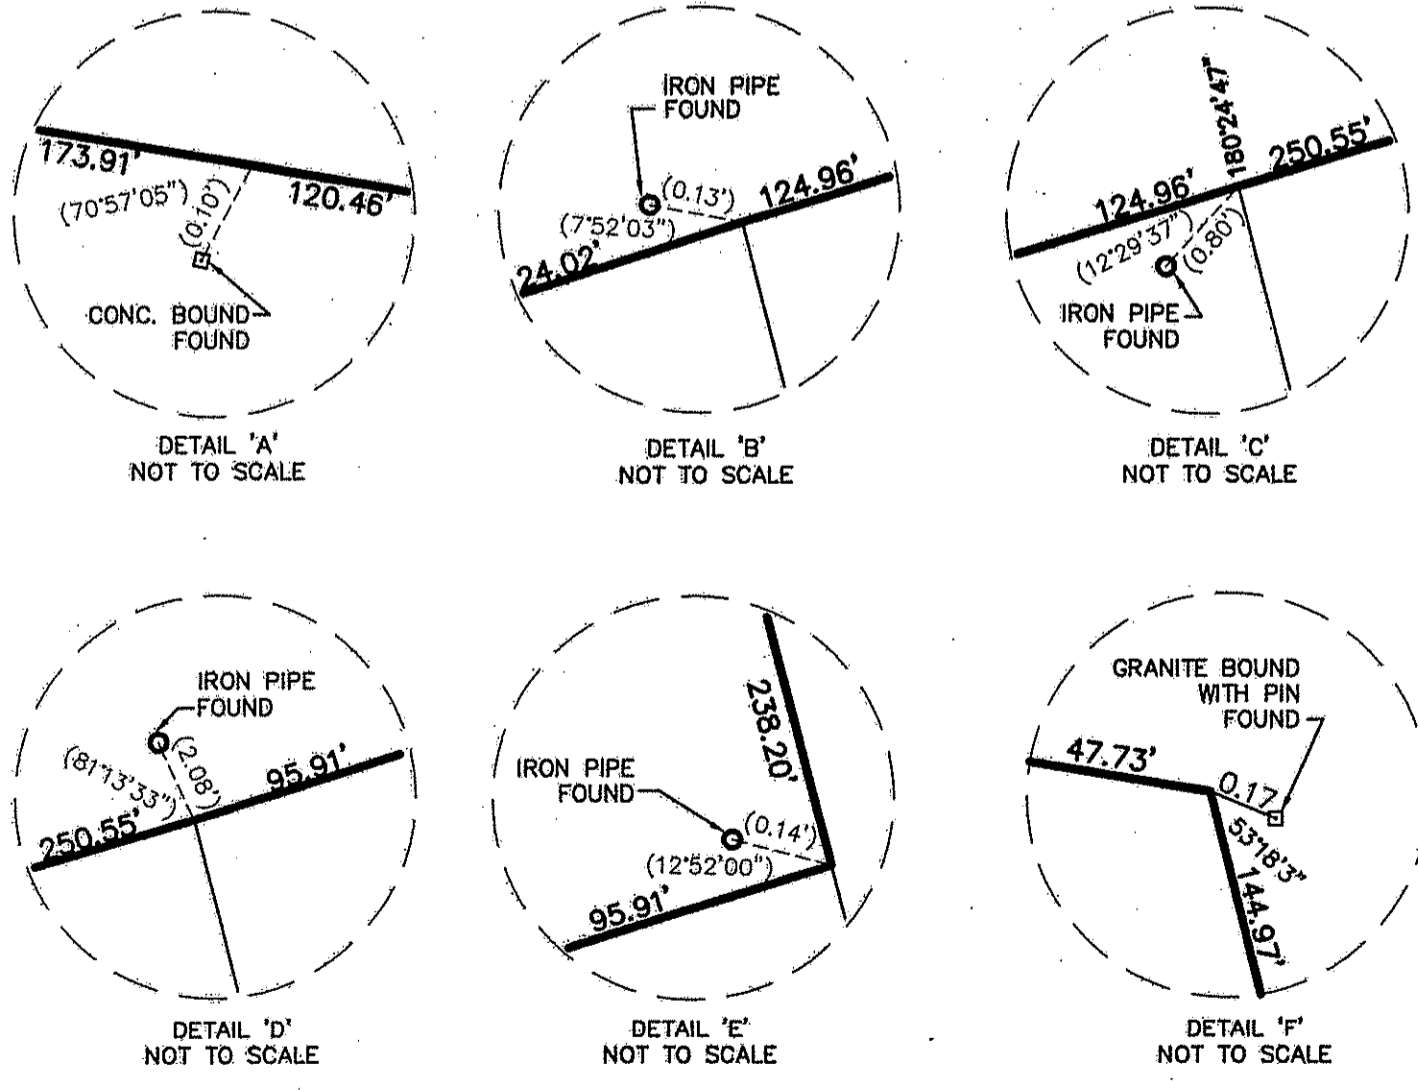 173.91'
120.46'
(70°57'05")
(0.10')
CONC. BOUND
FOUND
DETAIL 'A'
NOT TO SCALE
IRON PIPE
FOUND
(0.13')
124.96'
(7°52'03")
24.02'
DETAIL 'B'
NOT TO SCALE
180°24'47"
250.55'
124.96'
(12°29'37")
(0.80')
IRON PIPE
FOUND
DETAIL 'C'
NOT TO SCALE
IRON PIPE
FOUND
(2.08')
(81°13'33")
95.91'
250.55'
DETAIL 'D'
NOT TO SCALE
238.20'
IRON PIPE
FOUND
(0.14')
(12°52'00")
95.91'
DETAIL 'E'
NOT TO SCALE
GRANITE BOUND
WITH PIN
FOUND
47.73'
0.17
53°18'3"
144.97'
DETAIL 'F'
NOT TO SCALE